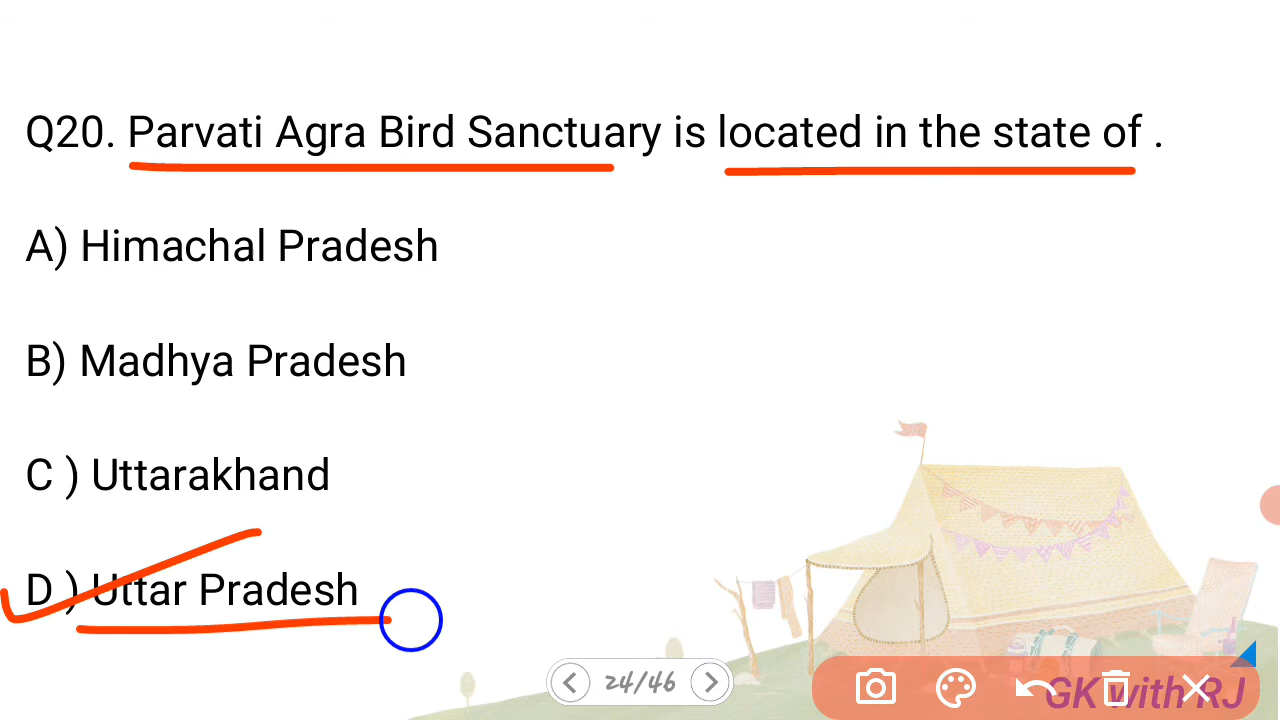 Q20. Parvati Agra Bird Sanctuary is located in the state of .
A) Himachal Pradesh
B) Madhya Pradesh
C ) Uttarakhand
D ) Uttar Pradesh
24/46
GK with RJ